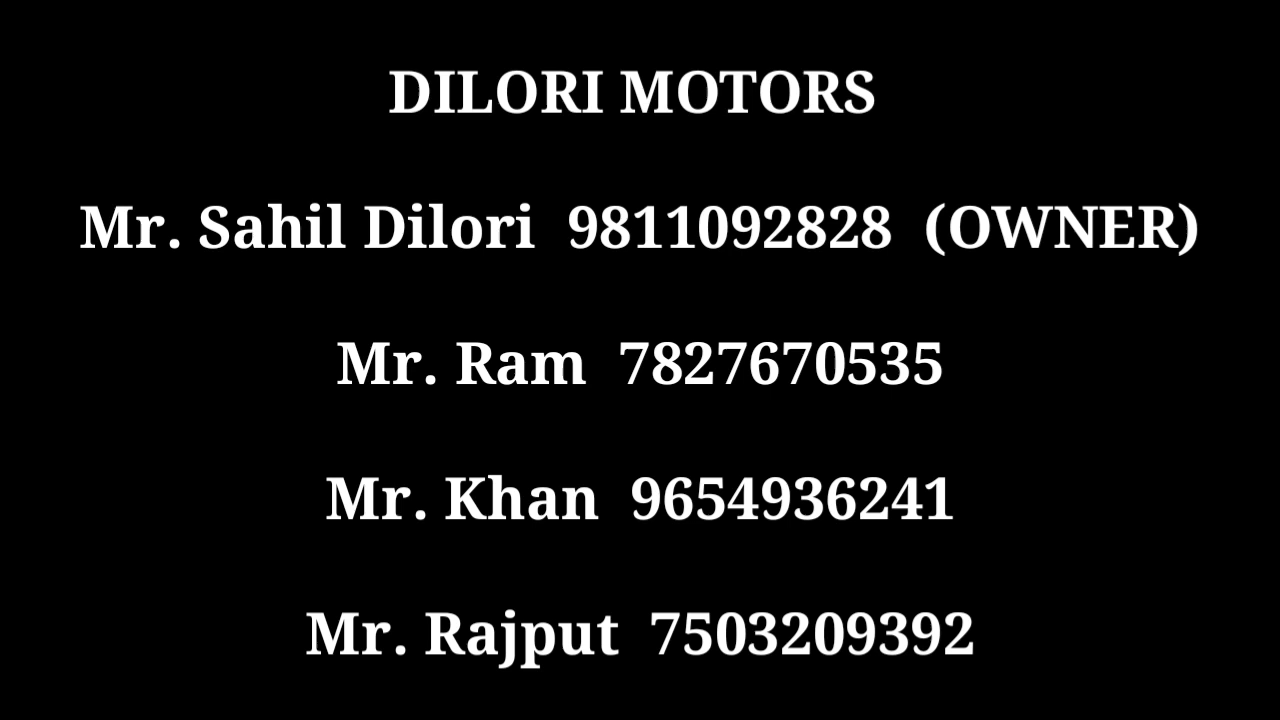 DILORI MOTORS
Mr. Sahil Dilori 9811092828 (OWNER)
Mr. Ram 7827670535
Mr. Khan 9654936241
Mr. Rajput 7503209392